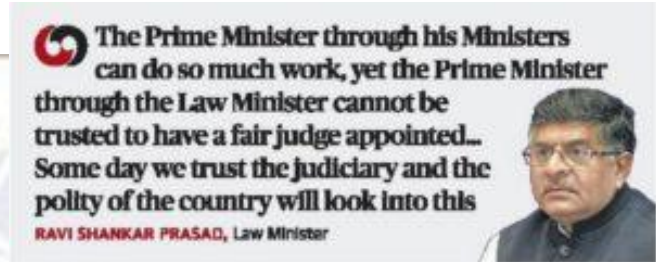 The Prime Minister through his Ministers
can do so much work, yet the Prime Minister
through the Law Minister cannot be
trusted to have a fair judge appointed...
Some day we trust the judiciary and the
polity of the country will look into this
RAVI SHANKAR PRASAD, Law Minister